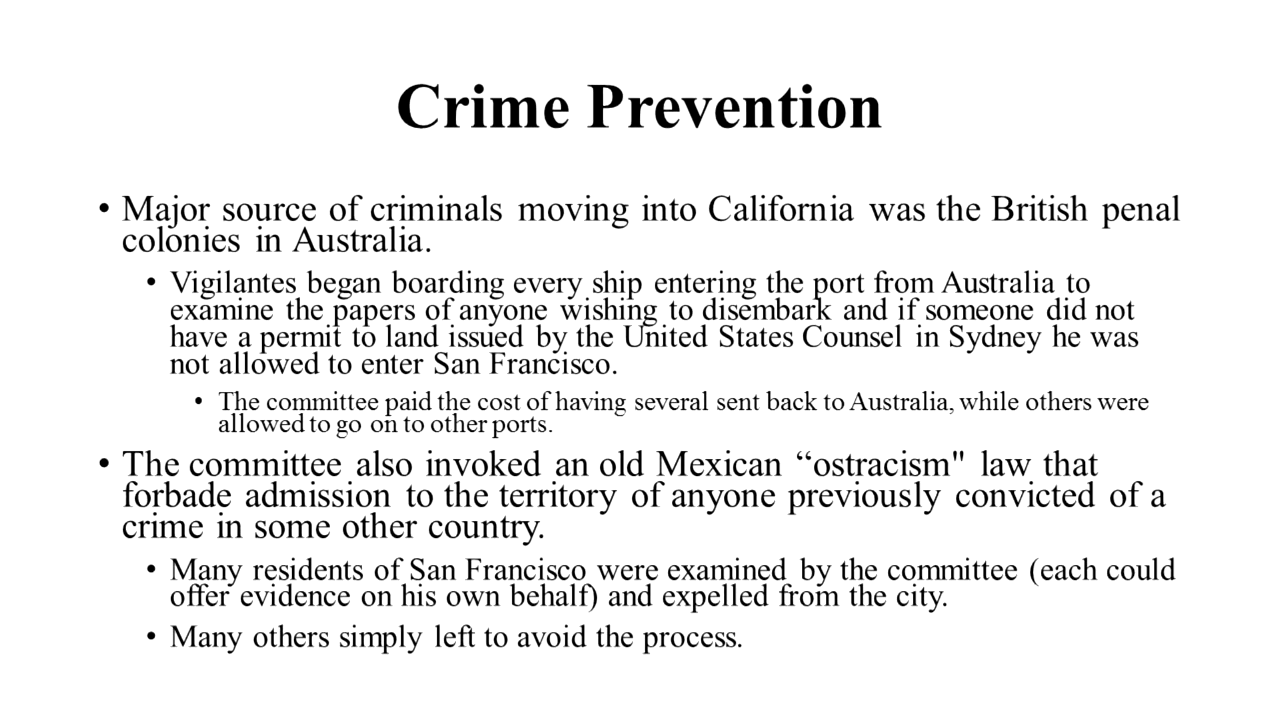 Crime Prevention
• Major source of criminals moving into California was the British penal
colonies in Australia.
• Vigilantes began boarding every ship entering the port from Australia to
examine the papers of anyone wishing to disembark and if someone did not
have a permit to land issued by the United States Counsel in Sydney he was
not allowed to enter San Francisco.
• The committee paid the cost of having several sent back to Australia, while others were
allowed to go on to other ports.
• The committee also invoked an old Mexican “ostracism" law that
forbade admission to the territory of anyone previously convicted of a
crime in some other country.
• Many residents of San Francisco were examined by the committee (each could
offer evidence on his own behalf) and expelled from the city.
• Many others simply left to avoid the process.